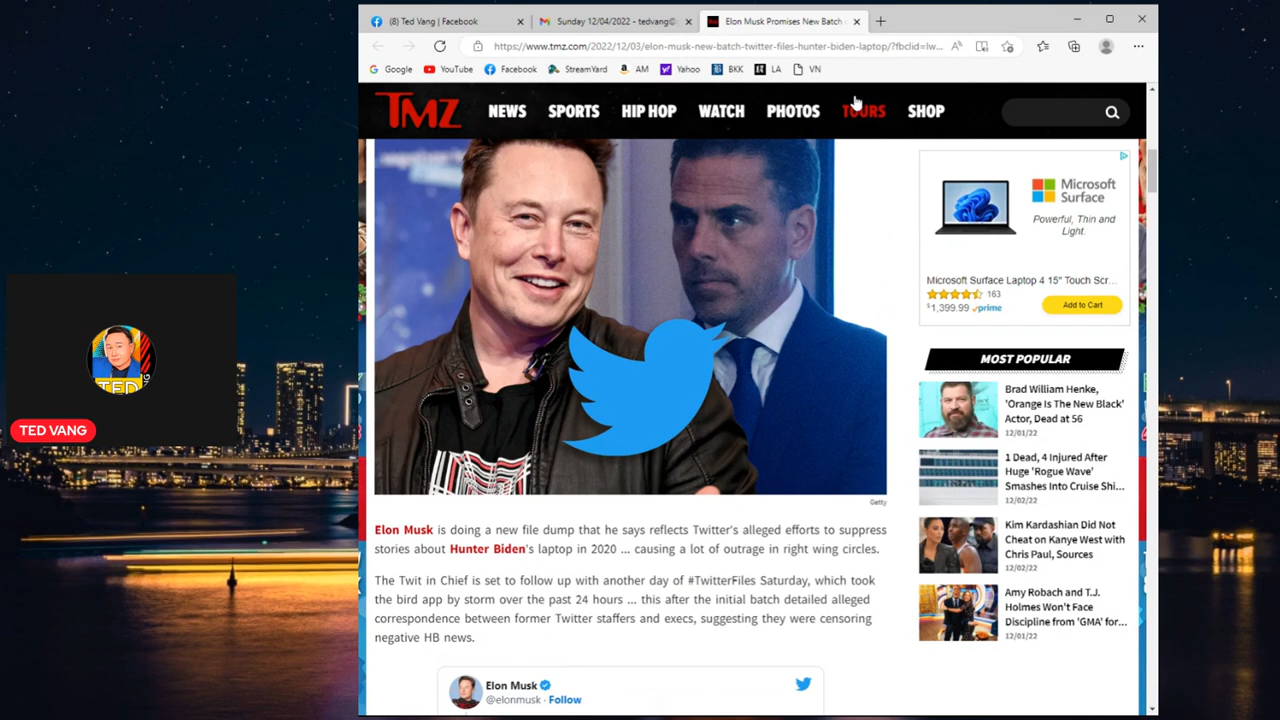 (8) Ted Vang | Facebook
Sunday 12/04/2022 - tedvang@
Elon Musk Promises New Batch
https://www.tmz.com/2022/12/03/elon-musk-new-batch-twitter-files-hunter-biden-laptop/?fbclid=Iw...
Google YouTube Facebook StreamYard AM Yahoo BKK LA VN
TMZ NEWS SPORTS HIP HOP WATCH PHOTOS TOURS SHOP
Microsoft
Surface
Powerful, Thin and
Light.
Microsoft Surface Laptop 4 15" Touch Scr...
163
$1,399.99 prime
Add to Cart
TED
TED VANG
Getty
Elon Musk is doing a new file dump that he says reflects Twitter's alleged efforts to suppress
stories about Hunter Biden's laptop in 2020 ... causing a lot of outrage in right wing circles.
The Twit in Chief is set to follow up with another day of #TwitterFiles Saturday, which took
the bird app by storm over the past 24 hours ... this after the initial batch detailed alleged
correspondence between former Twitter staffers and execs, suggesting they were censoring
negative HB news.
Elon Musk
@elonmusk · Follow
MOST POPULAR
Brad William Henke,
'Orange Is The New Black'
Actor, Dead at 56
12/01/22
1 Dead, 4 Injured After
Huge 'Rogue Wave'
Smashes Into Cruise Shi...
12/02/22
Kim Kardashian Did Not
Cheat on Kanye West with
Chris Paul, Sources
12/02/22
Amy Robach and T.J.
Holmes Won't Face
Discipline from 'GMA' for...
12/01/22